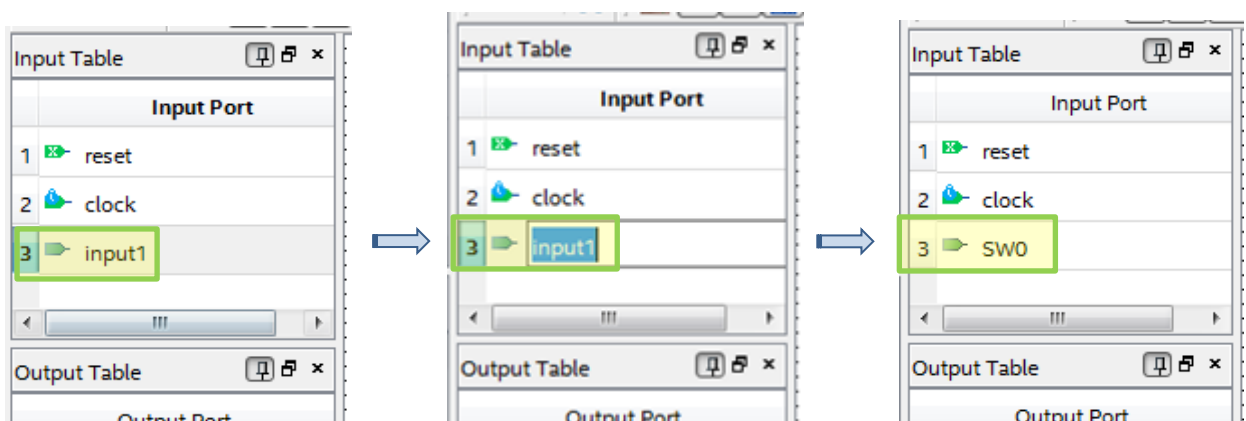 Input Table
Input Port
1 reset
2 clock
3 input1
Output Table
Output Port
Input Table
Input Port
1 reset
2 clock
3 input1
Output Table
Output Port
Input Table
Input Port
1 reset
2 clock
3 SW0
Output Table
Output Port